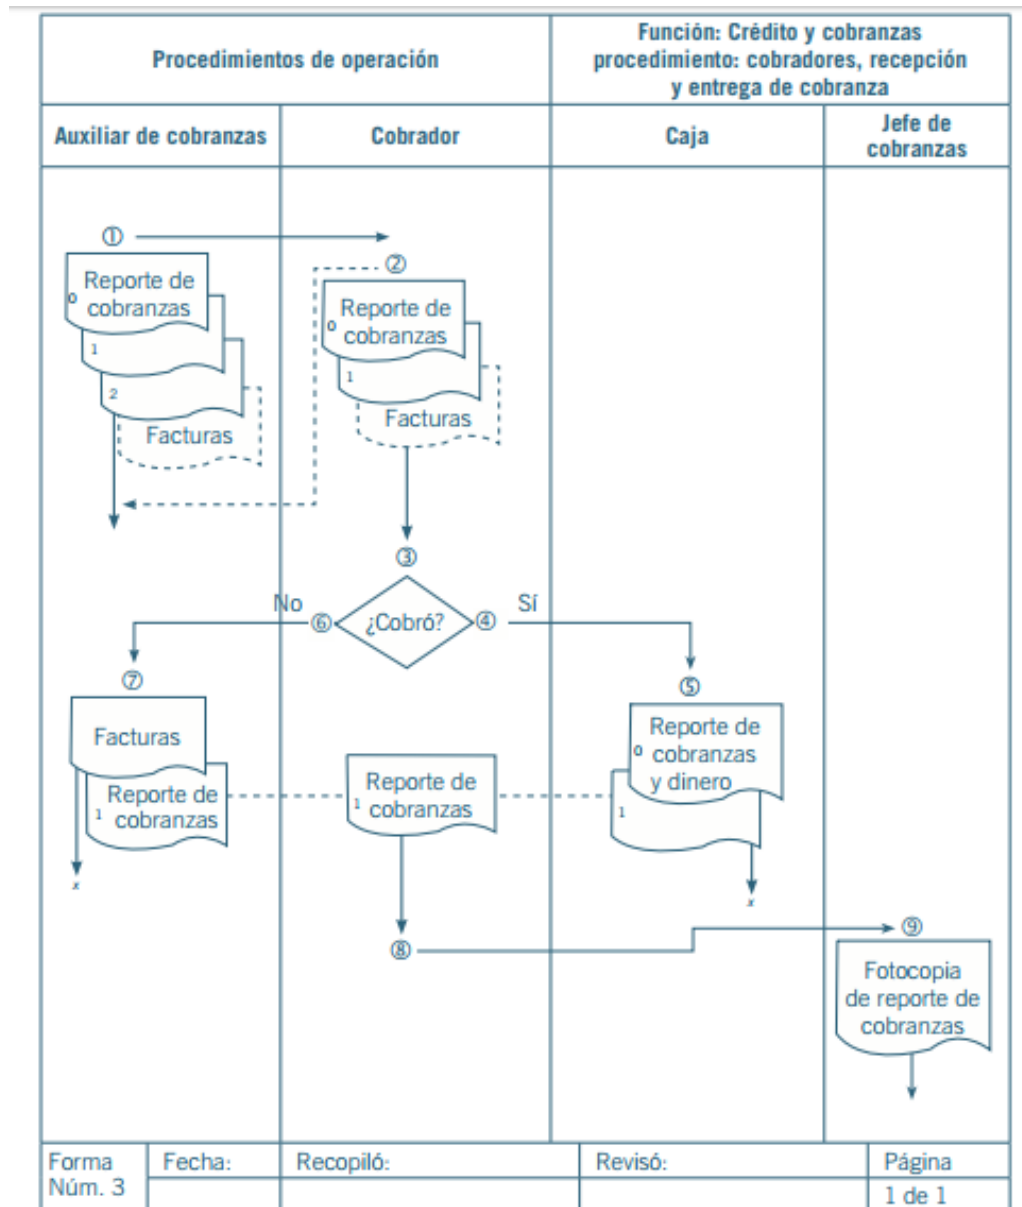 Procedimientos de operación
Función: Crédito y cobranzas
procedimiento: cobradores, recepción
y entrega de cobranza
Auxiliar de cobranzas
Cobrador
Caja
Jefe de
cobranzas
①
Reporte de
0 cobranzas
1
2
Facturas
②
Reporte de
0 cobranzas
1
Facturas
③
¿Cobró?
No
⑥
④
Sí
⑦
Facturas
Reporte de
1 cobranzas
x
Reporte de
1 cobranzas
⑤
Reporte de
0 cobranzas
y dinero
1
x
⑧
⑨
Fotocopia
de reporte de
cobranzas
Forma
Núm. 3
Fecha:
Recopiló:
Revisó:
Página
1 de 1